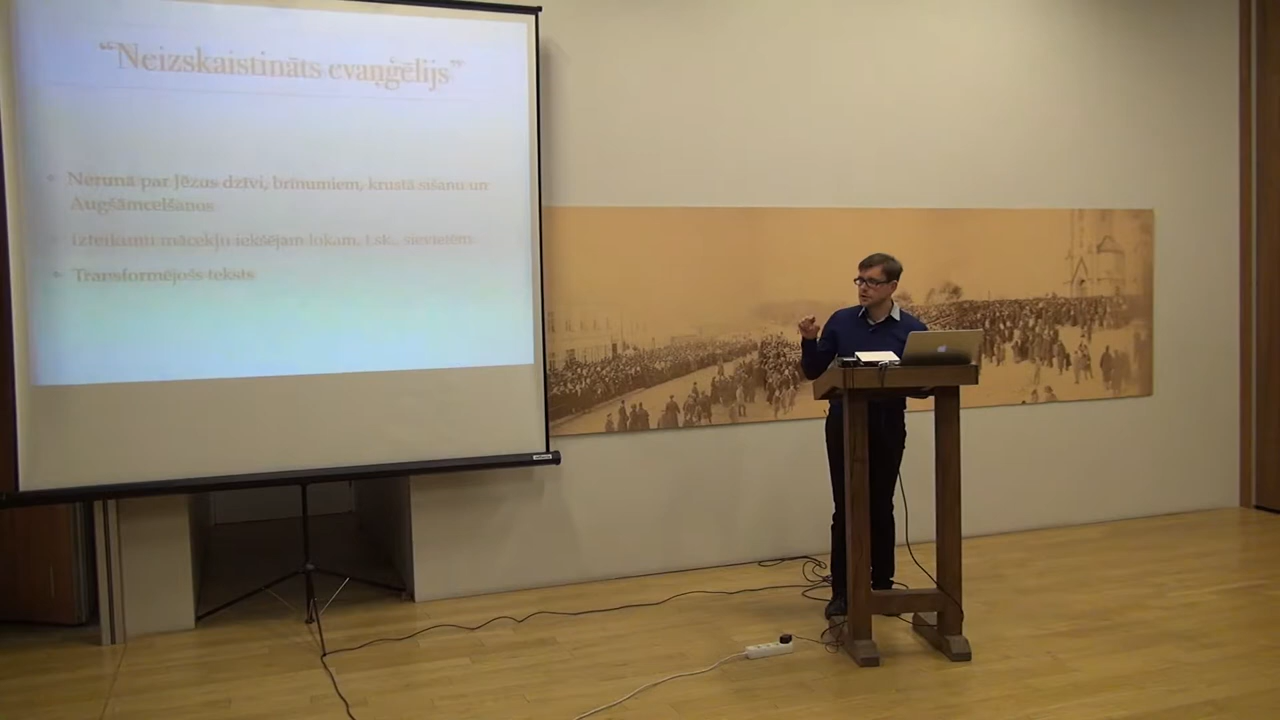 “Neizskaistināts evaņģēlijs”
Nerunā par Jēzus dzīvi, brīnumiem, krustā sišanu un
Augšāmcelšanos
izteikumi mācekļu iekšējam lokam, t.sk., sievietēm
Transformējošs teksts